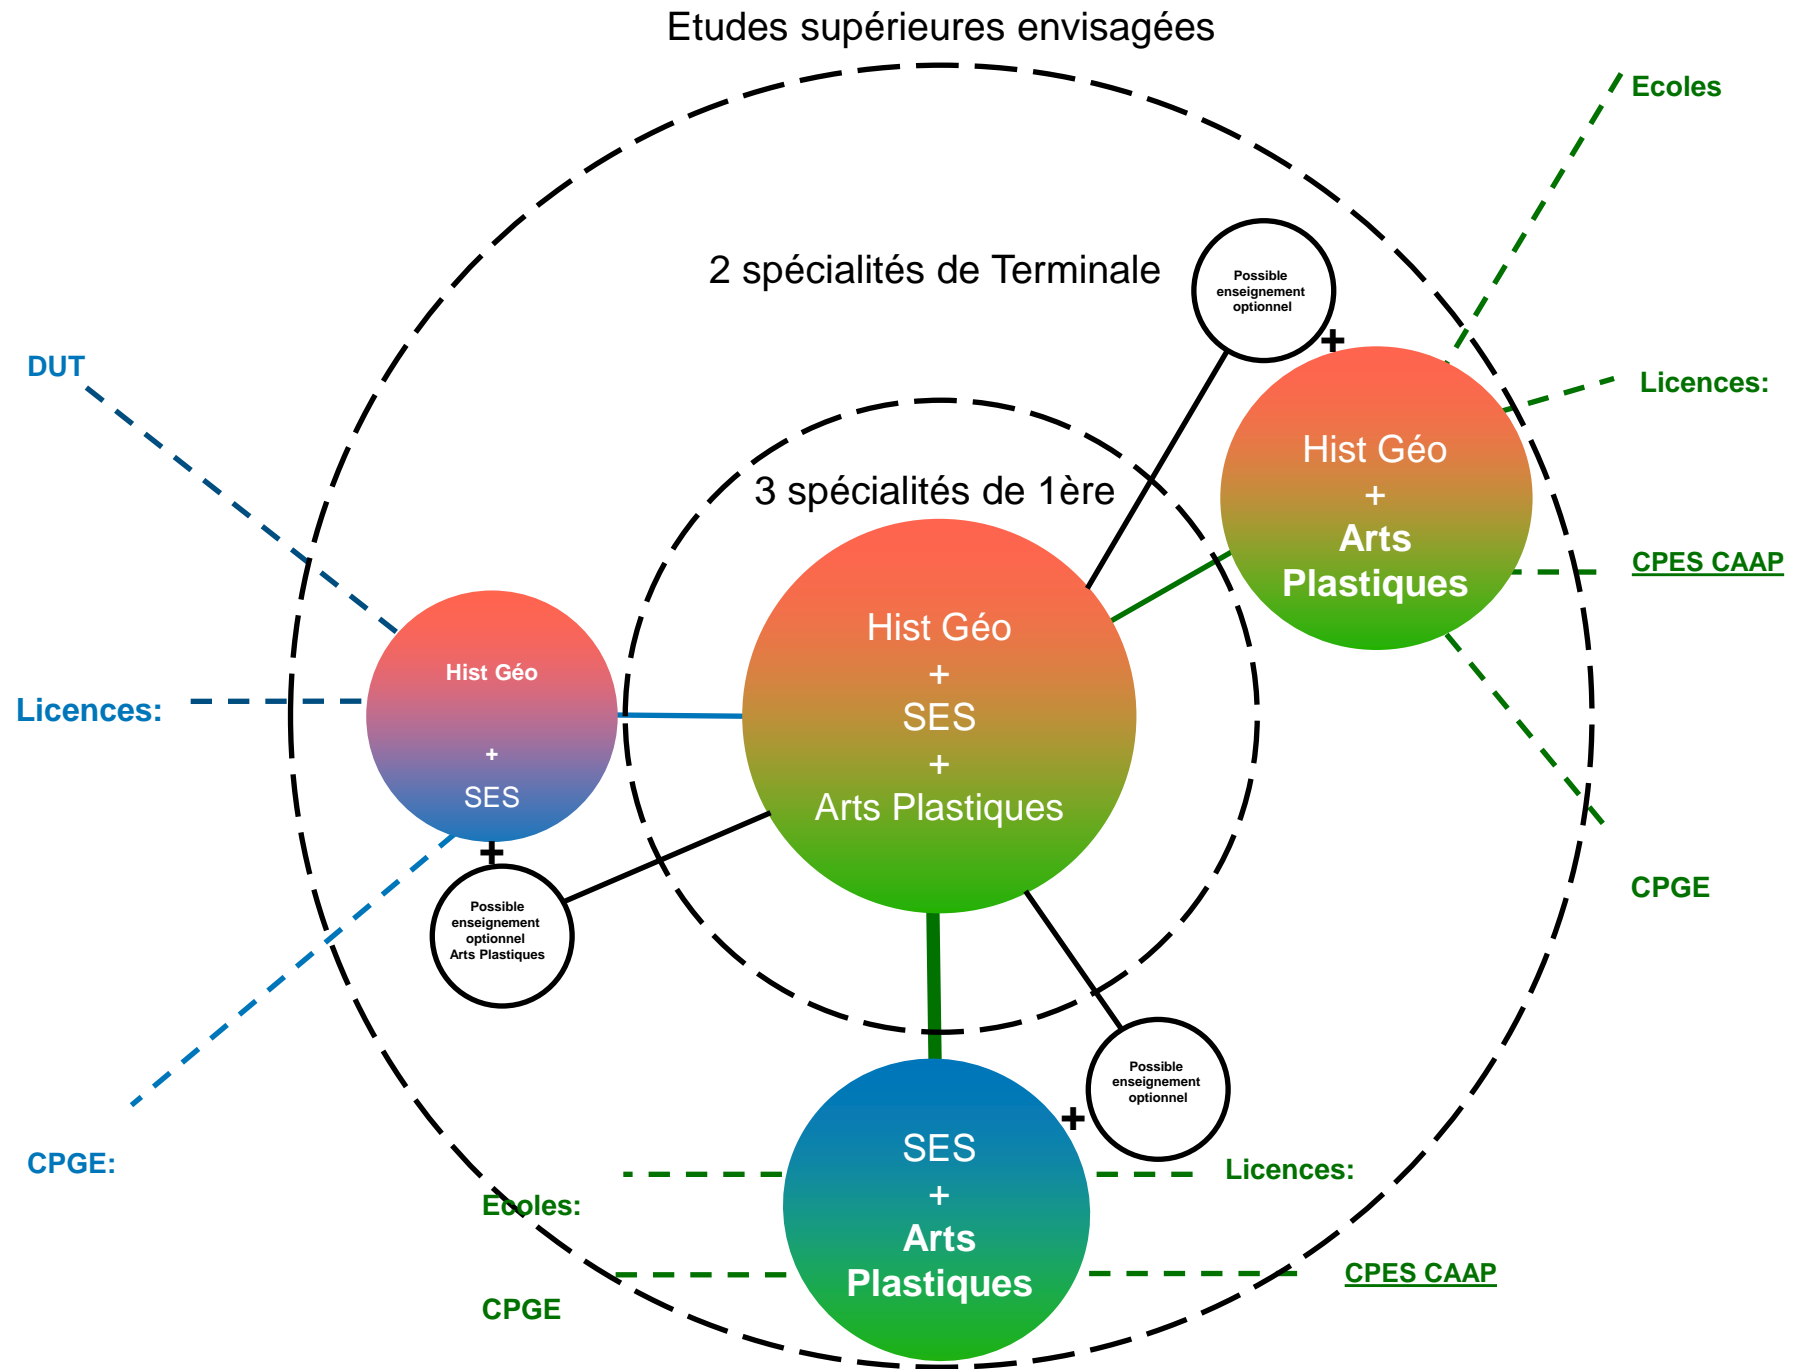 Etudes supérieures envisagées
Ecoles
2 spécialités de Terminale
Possible
enseignement
optionnel
+
DUT
Licences:
Hist Géo
+
Arts
Plastiques
3 spécialités de 1ère
CPES CAAP
Hist Géo
+
SES
+
Arts Plastiques
Hist Géo
+
SES
Licences:
+
Possible
enseignement
optionnel
Arts Plastiques
CPGE
Possible
enseignement
optionnel
+
CPGE:
SES
+
Arts
Plastiques
Ecoles:
Licences:
CPES CAAP
CPGE